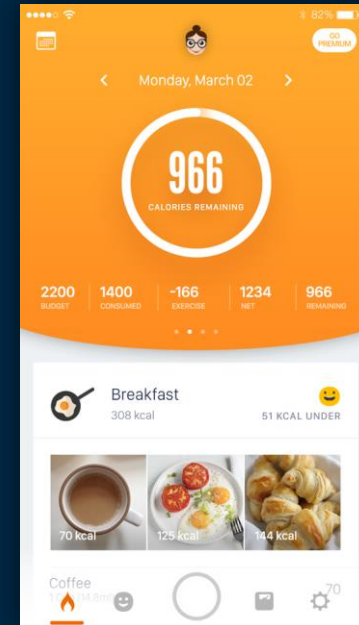 82%
GO
PREMIUM
Monday, March 02
966
CALORIES REMAINING
2200 1400 -166 1234 966
BUDGET CONSUMED EXERCISE NET REMAINING
Breakfast
308 kcal
51 KCAL UNDER
70 kcal 125 kcal 144 kcal
Coffee 70